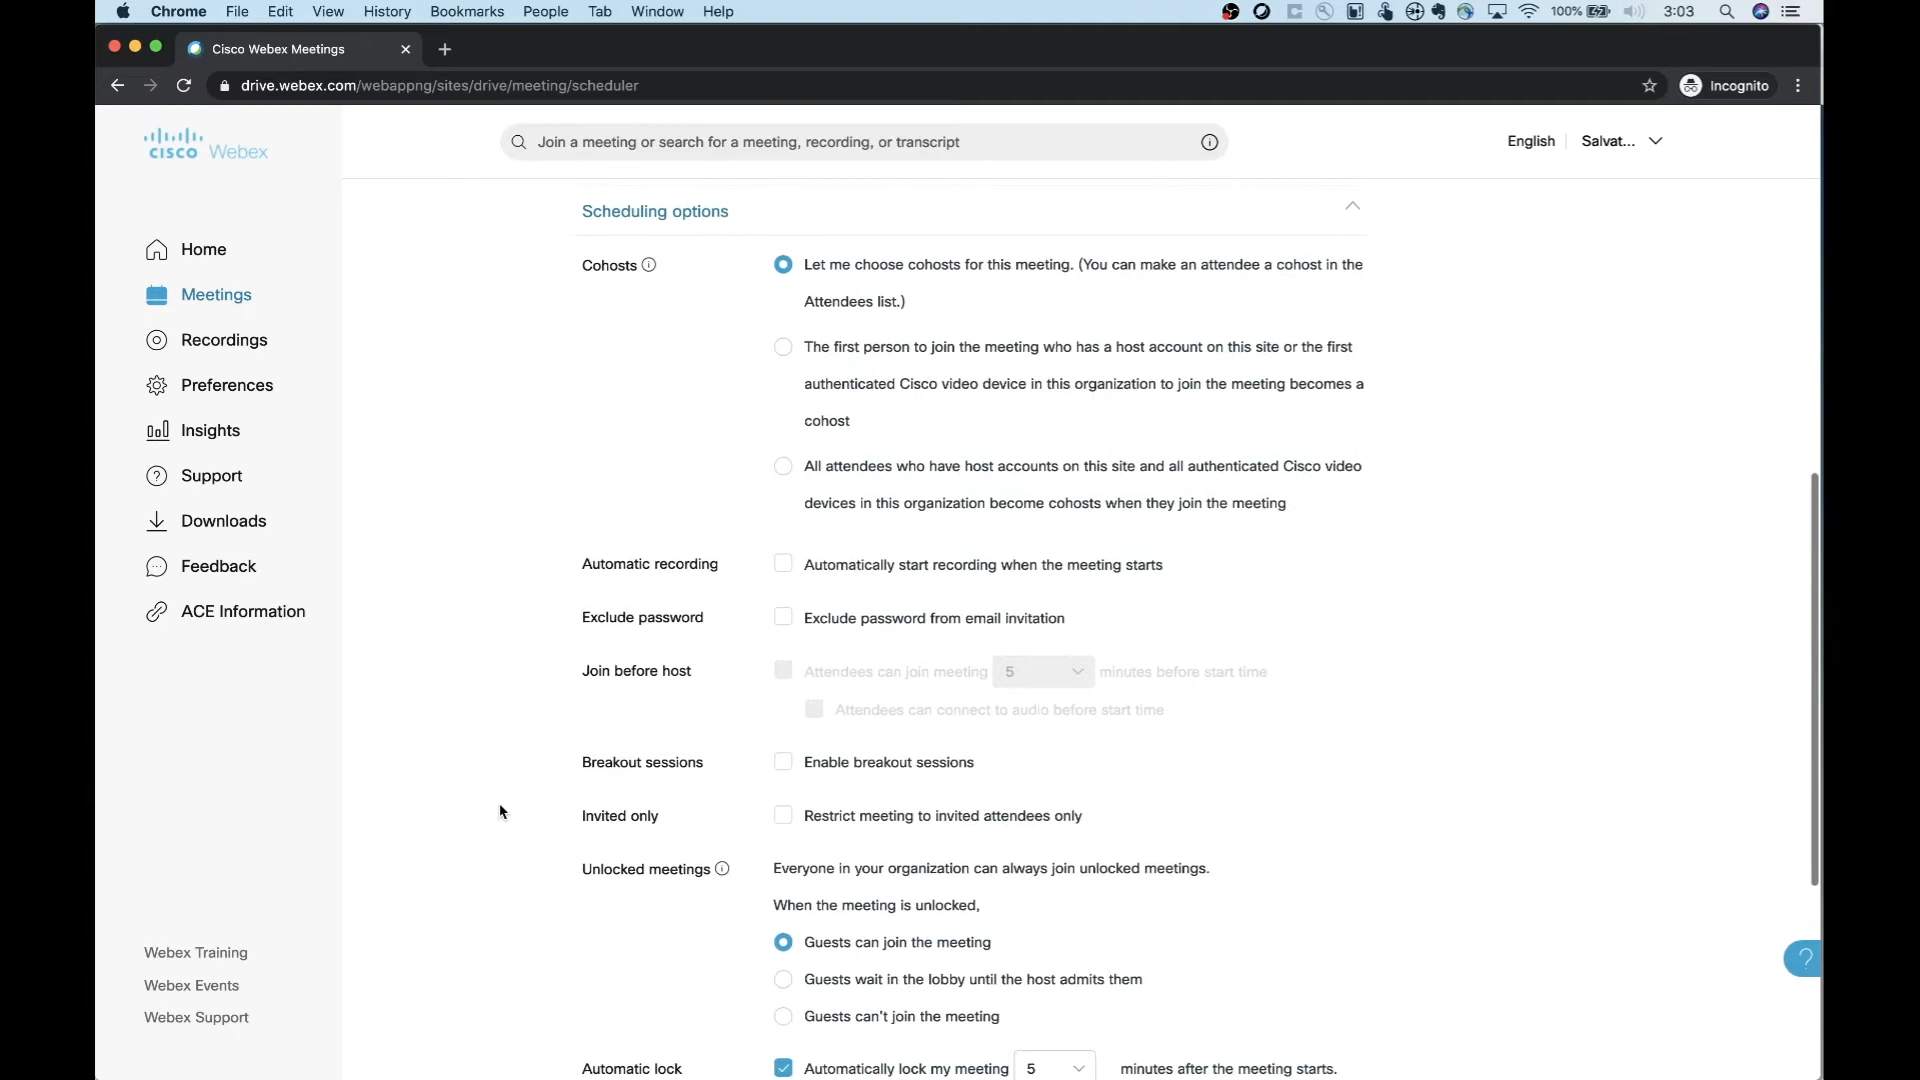 Chrome File Edit View History Bookmarks People Tab Window Help 100% 3:03
Cisco Webex Meetings
drive.webex.com/webappng/sites/drive/meeting/scheduler Incognito
CISCO Webex
Join a meeting or search for a meeting, recording, or transcript
English Salvat...
Home
Meetings
Recordings
Preferences
Insights
Support
Downloads
Feedback
ACE Information
Webex Training
Webex Events
Webex Support
Scheduling options
Cohosts
Let me choose cohosts for this meeting. (You can make an attendee a cohost in the
Attendees list.)
The first person to join the meeting who has a host account on this site or the first
authenticated Cisco video device in this organization to join the meeting becomes a
cohost
All attendees who have host accounts on this site and all authenticated Cisco video
devices in this organization become cohosts when they join the meeting
Automatic recording Automatically start recording when the meeting starts
Exclude password Exclude password from email invitation
Join before host Attendees can join meeting 5 minutes before start time
Attendees can connect to audio before start time
Breakout sessions Enable breakout sessions
Invited only Restrict meeting to invited attendees only
Unlocked meetings Everyone in your organization can always join unlocked meetings.
When the meeting is unlocked,
Guests can join the meeting
Guests wait in the lobby until the host admits them
Guests can't join the meeting
Automatic lock Automatically lock my meeting 5 minutes after the meeting starts.